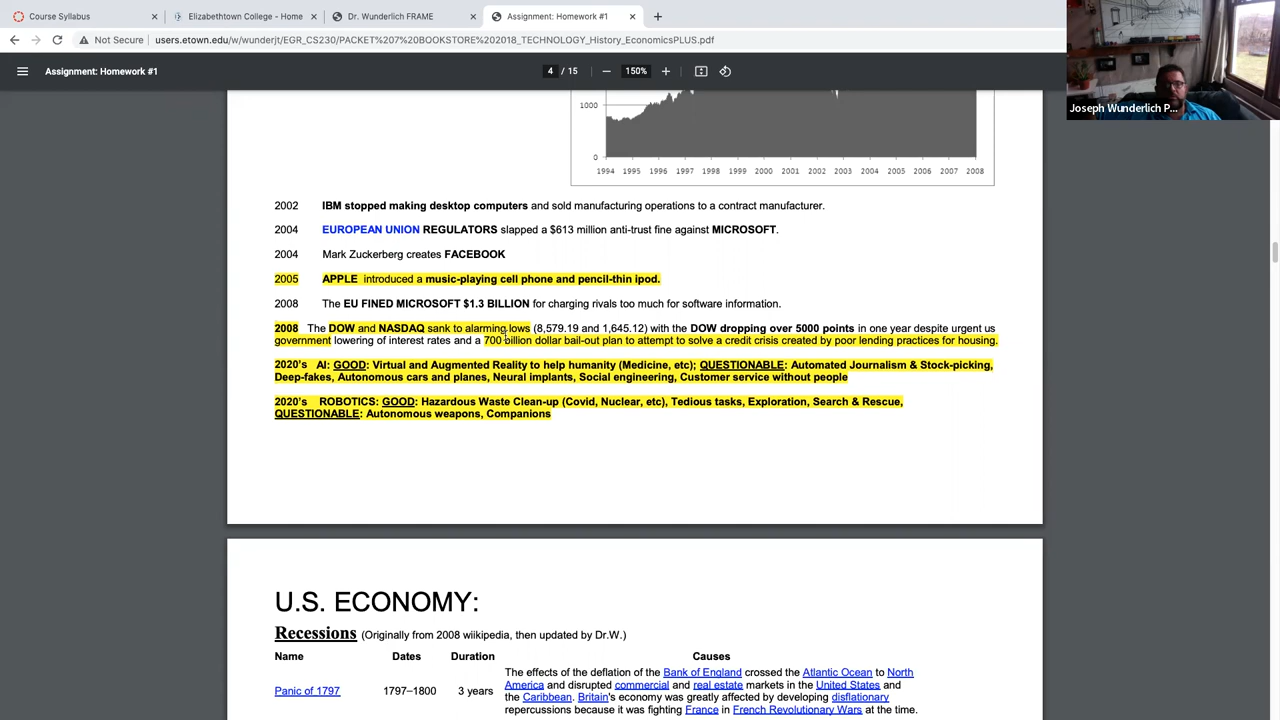 Course Syllabus
Elizabethtown College - Home
Dr. Wunderlich FRAME
Assignment: Homework #1
Not Secure
users.etown.edu/w/wunderjt/EGR_CS230/PACKET%207%20BOOKSTORE%202018_TECHNOLOGY_History_EconomicsPLUS.pdf
Assignment: Homework #1
4 / 15
150%
Joseph Wunderlich P...
1000
0
1994 1995 1996 1997 1998 1999 2000 2001 2002 2003 2004 2005 2006 2007 2008
2002 IBM stopped making desktop computers and sold manufacturing operations to a contract manufacturer.
2004 EUROPEAN UNION REGULATORS slapped a $613 million anti-trust fine against MICROSOFT.
2004 Mark Zuckerberg creates FACEBOOK
2005 APPLE introduced a music-playing cell phone and pencil-thin ipod.
2008 The EU FINED MICROSOFT $1.3 BILLION for charging rivals too much for software information.
2008 The DOW and NASDAQ sank to alarming lows (8,579.19 and 1,645.12) with the DOW dropping over 5000 points in one year despite urgent us
government lowering of interest rates and a 700 billion dollar bail-out plan to attempt to solve a credit crisis created by poor lending practices for housing.
2020's AI: GOOD: Virtual and Augmented Reality to help humanity (Medicine, etc); QUESTIONABLE: Automated Journalism & Stock-picking,
Deep-fakes, Autonomous cars and planes, Neural implants, Social engineering, Customer service without people
2020's ROBOTICS: GOOD: Hazardous Waste Clean-up (Covid, Nuclear, etc), Tedious tasks, Exploration, Search & Rescue,
QUESTIONABLE: Autonomous weapons, Companions
U.S. ECONOMY:
Recessions (Originally from 2008 wiikipedia, then updated by Dr.W.)
Name Dates Duration Causes
The effects of the deflation of the Bank of England crossed the Atlantic Ocean to North
America and disrupted commercial and real estate markets in the United States and
Panic of 1797 1797–1800 3 years
the Caribbean. Britain's economy was greatly affected by developing disflationary
repercussions because it was fighting France in French Revolutionary Wars at the time.